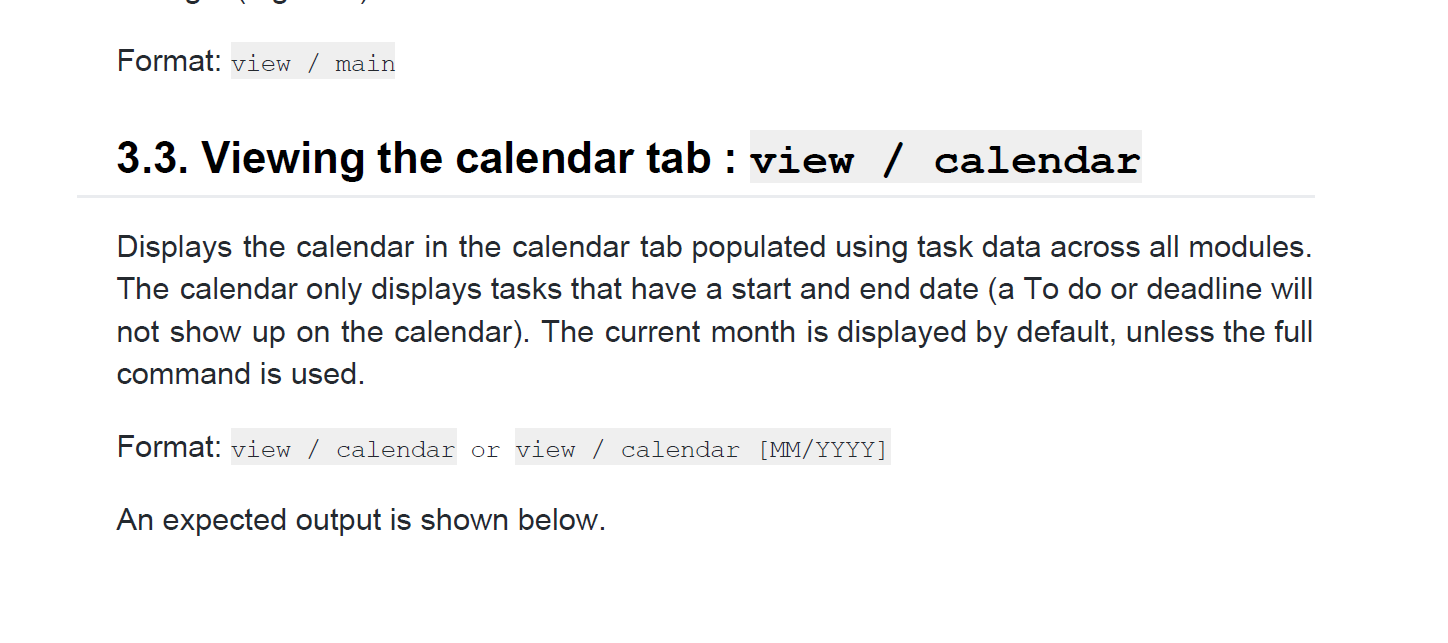 Format: view / main
3.3. Viewing the calendar tab : view / calendar
Displays the calendar in the calendar tab populated using task data across all modules.
The calendar only displays tasks that have a start and end date (a To do or deadline will
not show up on the calendar). The current month is displayed by default, unless the full
command is used.
Format: view / calendar or view / calendar [MM/YYYY]
An expected output is shown below.